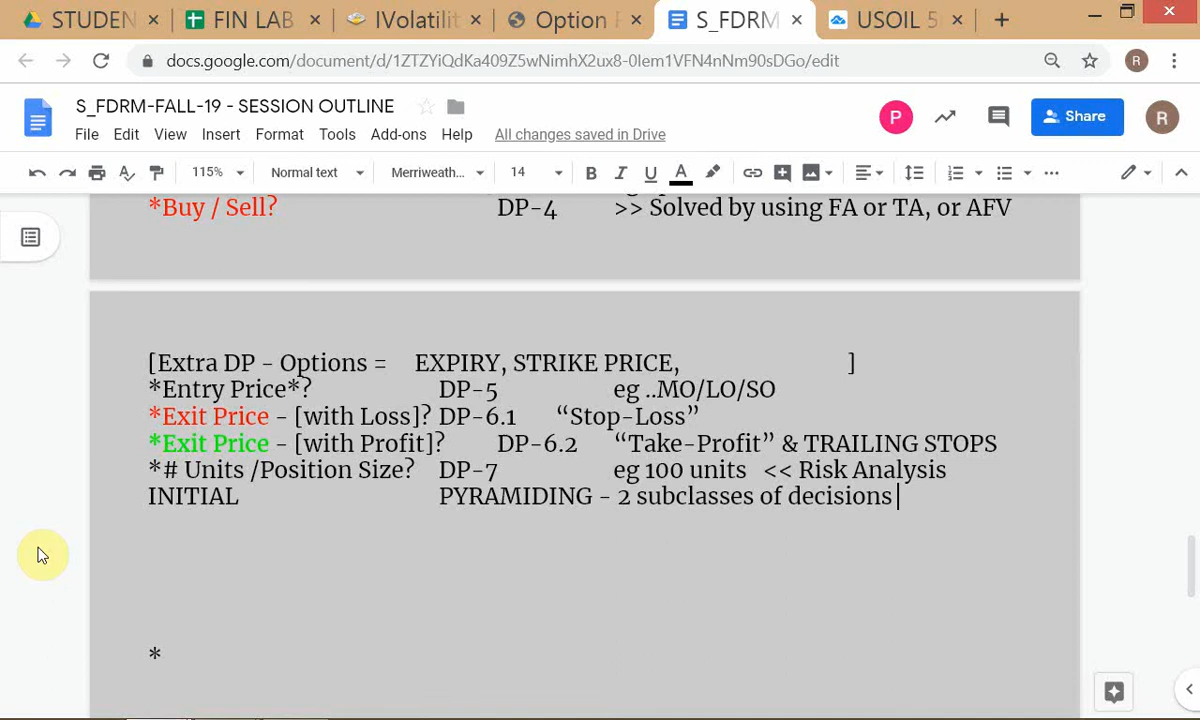 STUDEN
FIN LAB
IVolatilit
Option
S_FDRM
USOIL
docs.google.com/document/d/1ZTZYiQdKa409Z5wNimhX2ux8-0Iem1VFN4nNm90sDGo/edit
R
S_FDRM-FALL-19 - SESSION OUTLINE
P
Share
R
File Edit View Insert Format Tools Add-ons Help All changes saved in Drive
115% Normal text Merriweath... 14 B I U A
*Buy / Sell? DP-4 >> Solved by using FA or TA, or AFV
[Extra DP - Options = EXPIRY, STRIKE PRICE, ]
*Entry Price*? DP-5 eg ..MO/LO/SO
*Exit Price - [with Loss]? DP-6.1 “Stop-Loss”
*Exit Price - [with Profit]? DP-6.2 “Take-Profit” & TRAILING STOPS
*# Units /Position Size? DP-7 eg 100 units << Risk Analysis
INITIAL PYRAMIDING - 2 subclasses of decisions
*